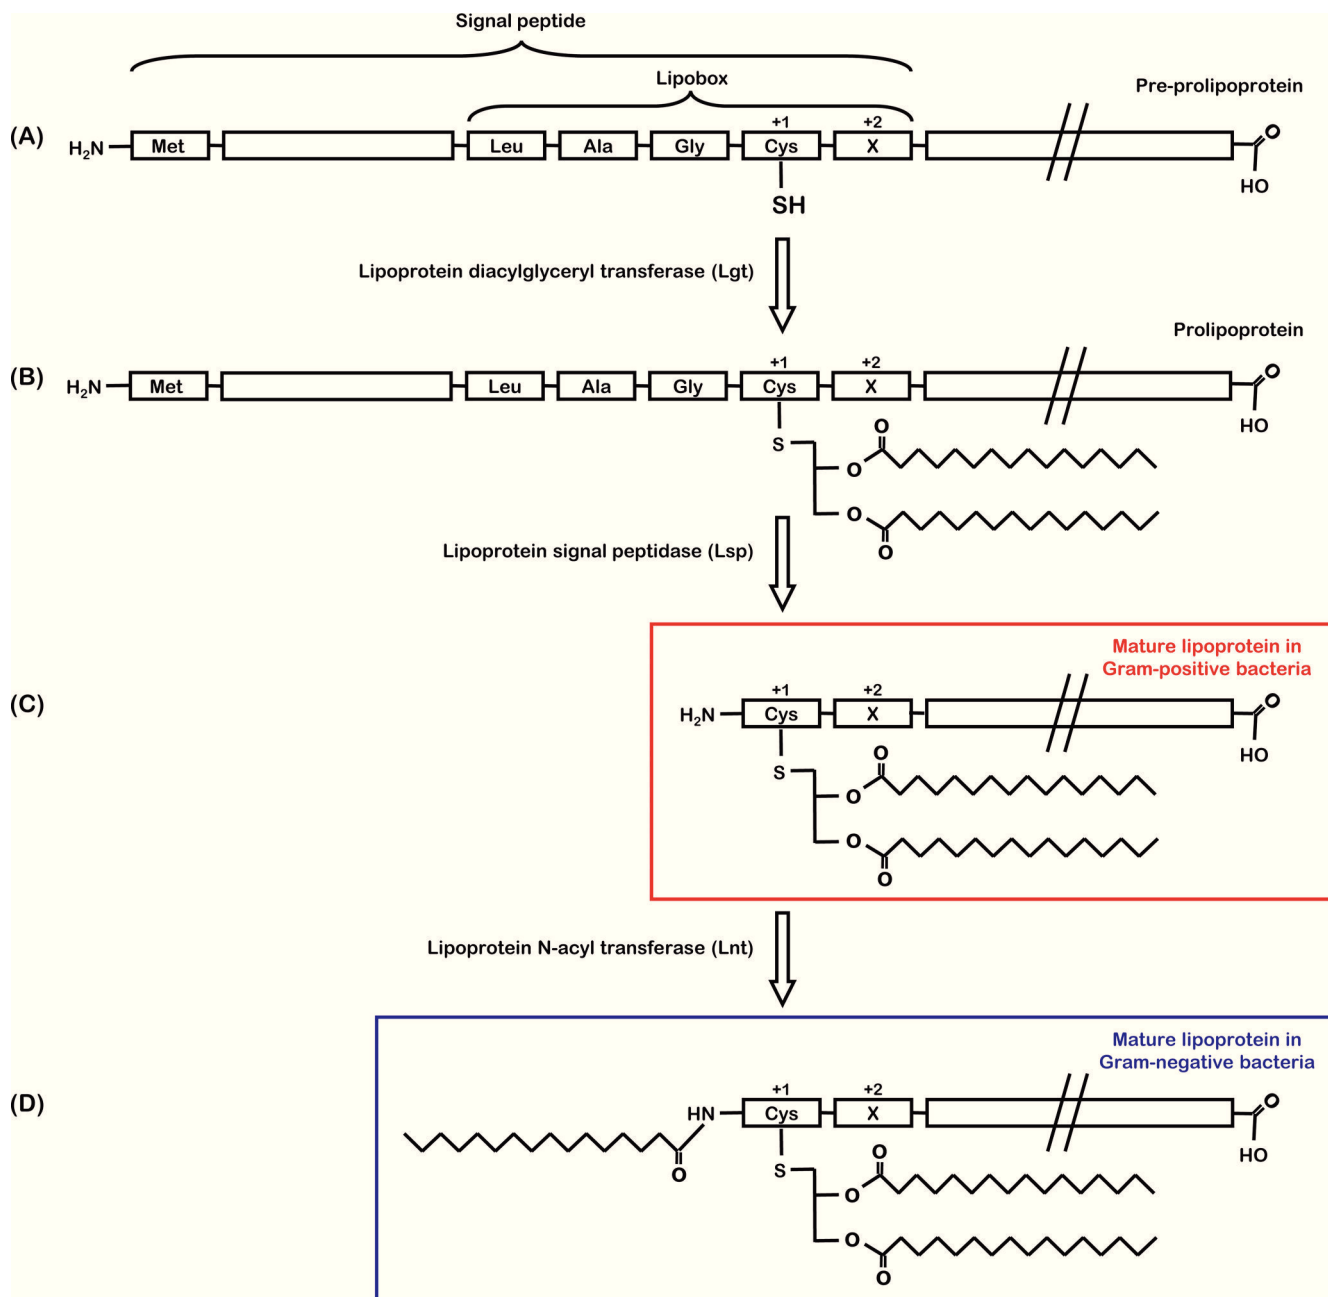 Signal peptide
Lipobox
Pre-prolipoprotein
(A)
+1 +2
H₂N Met Leu Ala Gly Cys X O
HO
SH
Lipoprotein diacylglyceryl transferase (Lgt)
Prolipoprotein
(B)
+1 +2
H₂N Met Leu Ala Gly Cys X O
HO
O
S
O
O
O
Lipoprotein signal peptidase (Lsp)
Mature lipoprotein in
Gram-positive bacteria
(C)
+1 +2
H₂N Cys X O
HO
O
S
O
O
O
Lipoprotein N-acyl transferase (Lnt)
Mature lipoprotein in
Gram-negative bacteria
(D)
+1 +2
HN Cys X O
HO
O
S
O
O
O
O